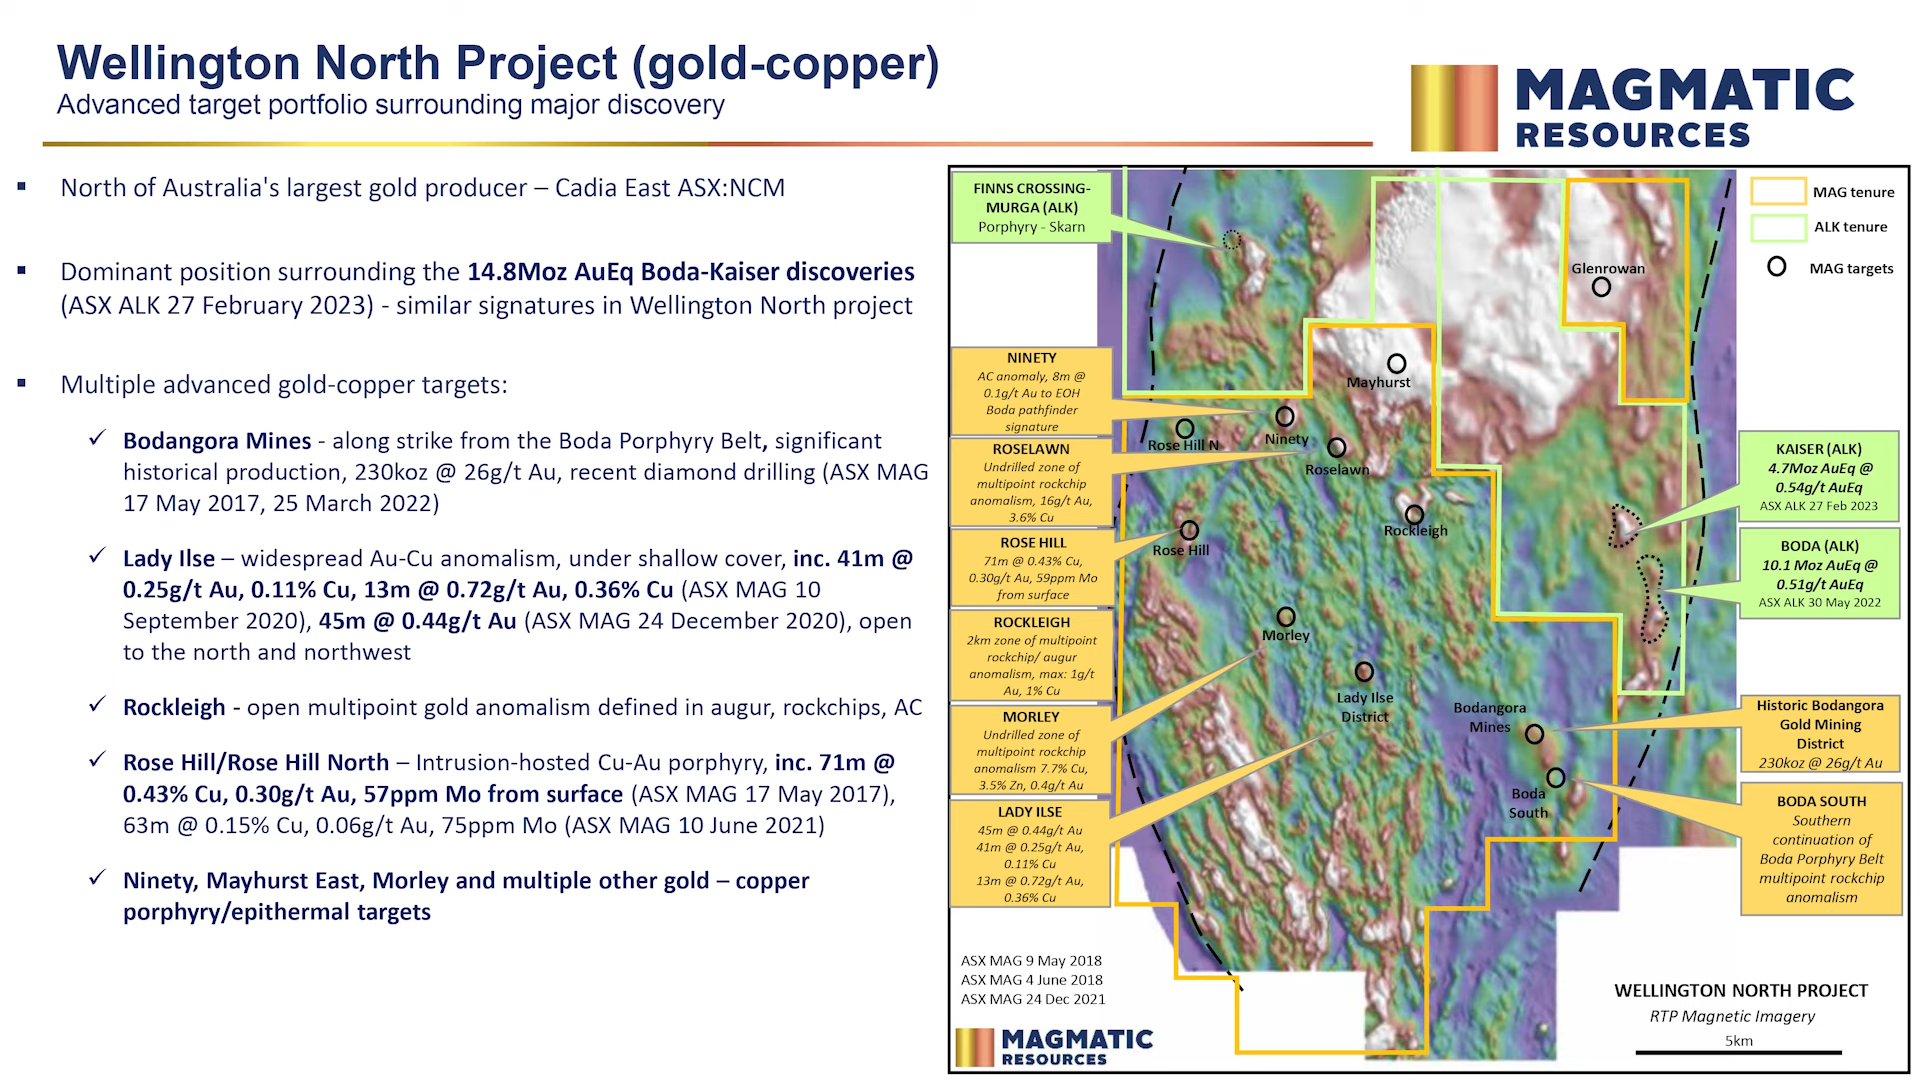 Wellington North Project (gold-copper)
Advanced target portfolio surrounding major discovery
MAGMATIC
RESOURCES
▪ North of Australia's largest gold producer – Cadia East ASX:NCM
▪ Dominant position surrounding the 14.8Moz AuEq Boda-Kaiser discoveries
(ASX ALK 27 February 2023) - similar signatures in Wellington North project
▪ Multiple advanced gold-copper targets:
✓ Bodangora Mines - along strike from the Boda Porphyry Belt, significant
historical production, 230koz @ 26g/t Au, recent diamond drilling (ASX MAG
17 May 2017, 25 March 2022)
✓ Lady Ilse – widespread Au-Cu anomalism, under shallow cover, inc. 41m @
0.25g/t Au, 0.11% Cu, 13m @ 0.72g/t Au, 0.36% Cu (ASX MAG 10
September 2020), 45m @ 0.44g/t Au (ASX MAG 24 December 2020), open
to the north and northwest
✓ Rockleigh - open multipoint gold anomalism defined in augur, rockchips, AC
✓ Rose Hill/Rose Hill North – Intrusion-hosted Cu-Au porphyry, inc. 71m @
0.43% Cu, 0.30g/t Au, 57ppm Mo from surface (ASX MAG 17 May 2017),
63m @ 0.15% Cu, 0.06g/t Au, 75ppm Mo (ASX MAG 10 June 2021)
✓ Ninety, Mayhurst East, Morley and multiple other gold – copper
porphyry/epithermal targets
FINNS CROSSING-
MURGA (ALK)
Porphyry - Skarn
NINETY
AC anomaly, 8m @
0.1g/t Au to EOH
Boda pathfinder
signature
ROSELAWN
Undrilled zone of
multipoint rockchip
anomalism, 16g/t Au,
3.6% Cu
ROSE HILL
71m @ 0.43% Cu,
0.30g/t Au, 59ppm Mo
from surface
ROCKLEIGH
2km zone of multipoint
rockchip/ augur
anomalism, max: 1g/t
Au, 1% Cu
MORLEY
Undrilled zone of
multipoint rockchip
anomalism 7.7% Cu,
3.5% Zn, 0.4g/t Au
LADY ILSE
45m @ 0.44g/t Au
41m @ 0.25g/t Au,
0.11% Cu
13m @ 0.72g/t Au,
0.36% Cu
Glenrowan
Mayhurst
Rose Hill N
Ninety
Roselawn
Rockleigh
Rose Hill
Morley
Lady Ilse
District
Bodangora
Mines
Boda
South
MAG tenure
ALK tenure
MAG targets
KAISER (ALK)
4.7Moz AuEq @
0.54g/t AuEq
ASX ALK 27 Feb 2023
BODA (ALK)
10.1 Moz AuEq @
0.51g/t AuEq
ASX ALK 30 May 2022
Historic Bodangora
Gold Mining
District
230koz @ 26g/t Au
BODA SOUTH
Southern
continuation of
Boda Porphyry Belt
multipoint rockchip
anomalism
ASX MAG 9 May 2018
ASX MAG 4 June 2018
ASX MAG 24 Dec 2021
MAGMATIC
RESOURCES
WELLINGTON NORTH PROJECT
RTP Magnetic Imagery
5km